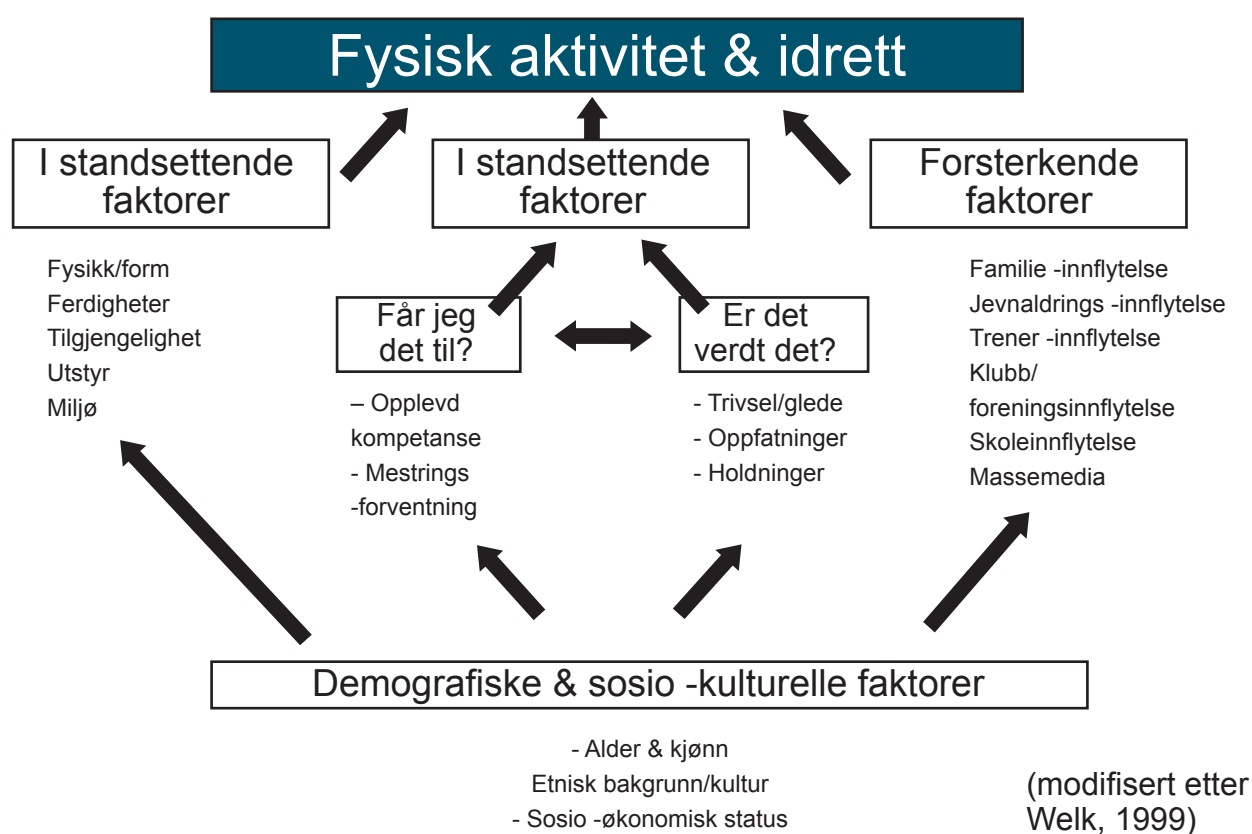 Fysisk aktivitet & idrett
I standsettende
faktorer
Fysikk/form
Ferdigheter
Tilgjengelighet
Utstyr
Miljø
I standsettende
faktorer
Får jeg
det til?
– Opplevd
kompetanse
- Mestrings
-forventning
Er det
verdt det?
- Trivsel/glede
- Oppfatninger
- Holdninger
Forsterkende
faktorer
Familie -innflytelse
Jevnaldrings -innflytelse
Trener -innflytelse
Klubb/
foreningsinnflytelse
Skoleinnflytelse
Massemedia
Demografiske & sosio -kulturelle faktorer
- Alder & kjønn
Etnisk bakgrunn/kultur
- Sosio -økonomisk status
(modifisert etter
Welk, 1999)